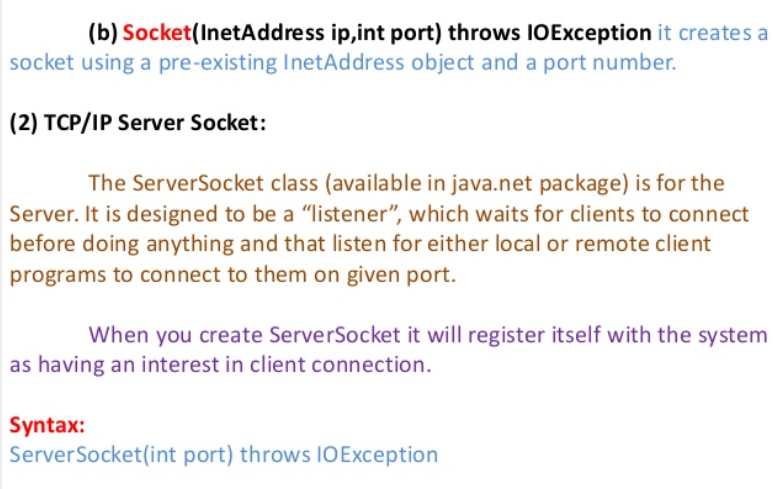 (b) Socket(InetAddress ip,int port) throws IOException it creates a
socket using a pre-existing InetAddress object and a port number.
(2) TCP/IP Server Socket:
The ServerSocket class (available in java.net package) is for the
Server. It is designed to be a “listener”, which waits for clients to connect
before doing anything and that listen for either local or remote client
programs to connect to them on given port.
When you create ServerSocket it will register itself with the system
as having an interest in client connection.
Syntax:
ServerSocket(int port) throws IOException